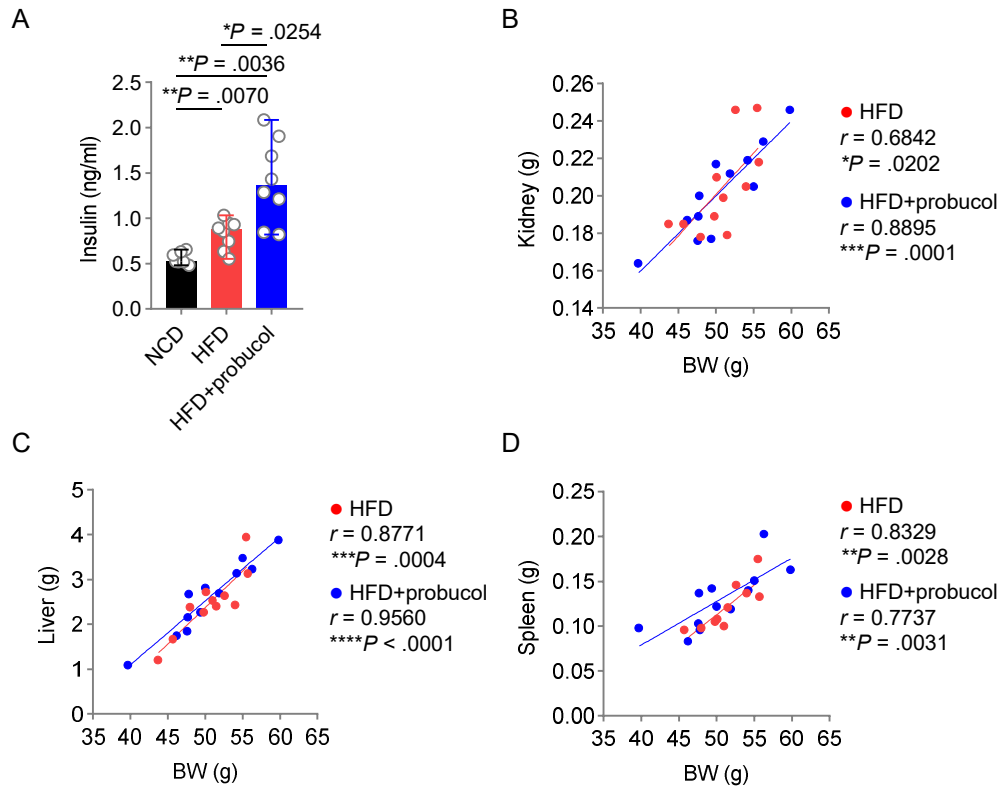 A
*P = .0254
**P = .0036
**P = .0070
Insulin (ng/ml)
2.5
2.0
1.5
1.0
0.5
0.0
NCD
HFD
HFD+probucol
B
Kidney (g)
0.26
0.24
0.22
0.20
0.18
0.16
0.14
35 40 45 50 55 60 65
BW (g)
HFD
r = 0.6842
*P = .0202
HFD+probucol
r = 0.8895
***P = .0001
C
Liver (g)
5
4
3
2
1
0
35 40 45 50 55 60 65
BW (g)
HFD
r = 0.8771
***P = .0004
HFD+probucol
r = 0.9560
****P < .0001
D
Spleen (g)
0.25
0.20
0.15
0.10
0.05
0.00
35 40 45 50 55 60 65
BW (g)
HFD
r = 0.8329
**P = .0028
HFD+probucol
r = 0.7737
**P = .0031